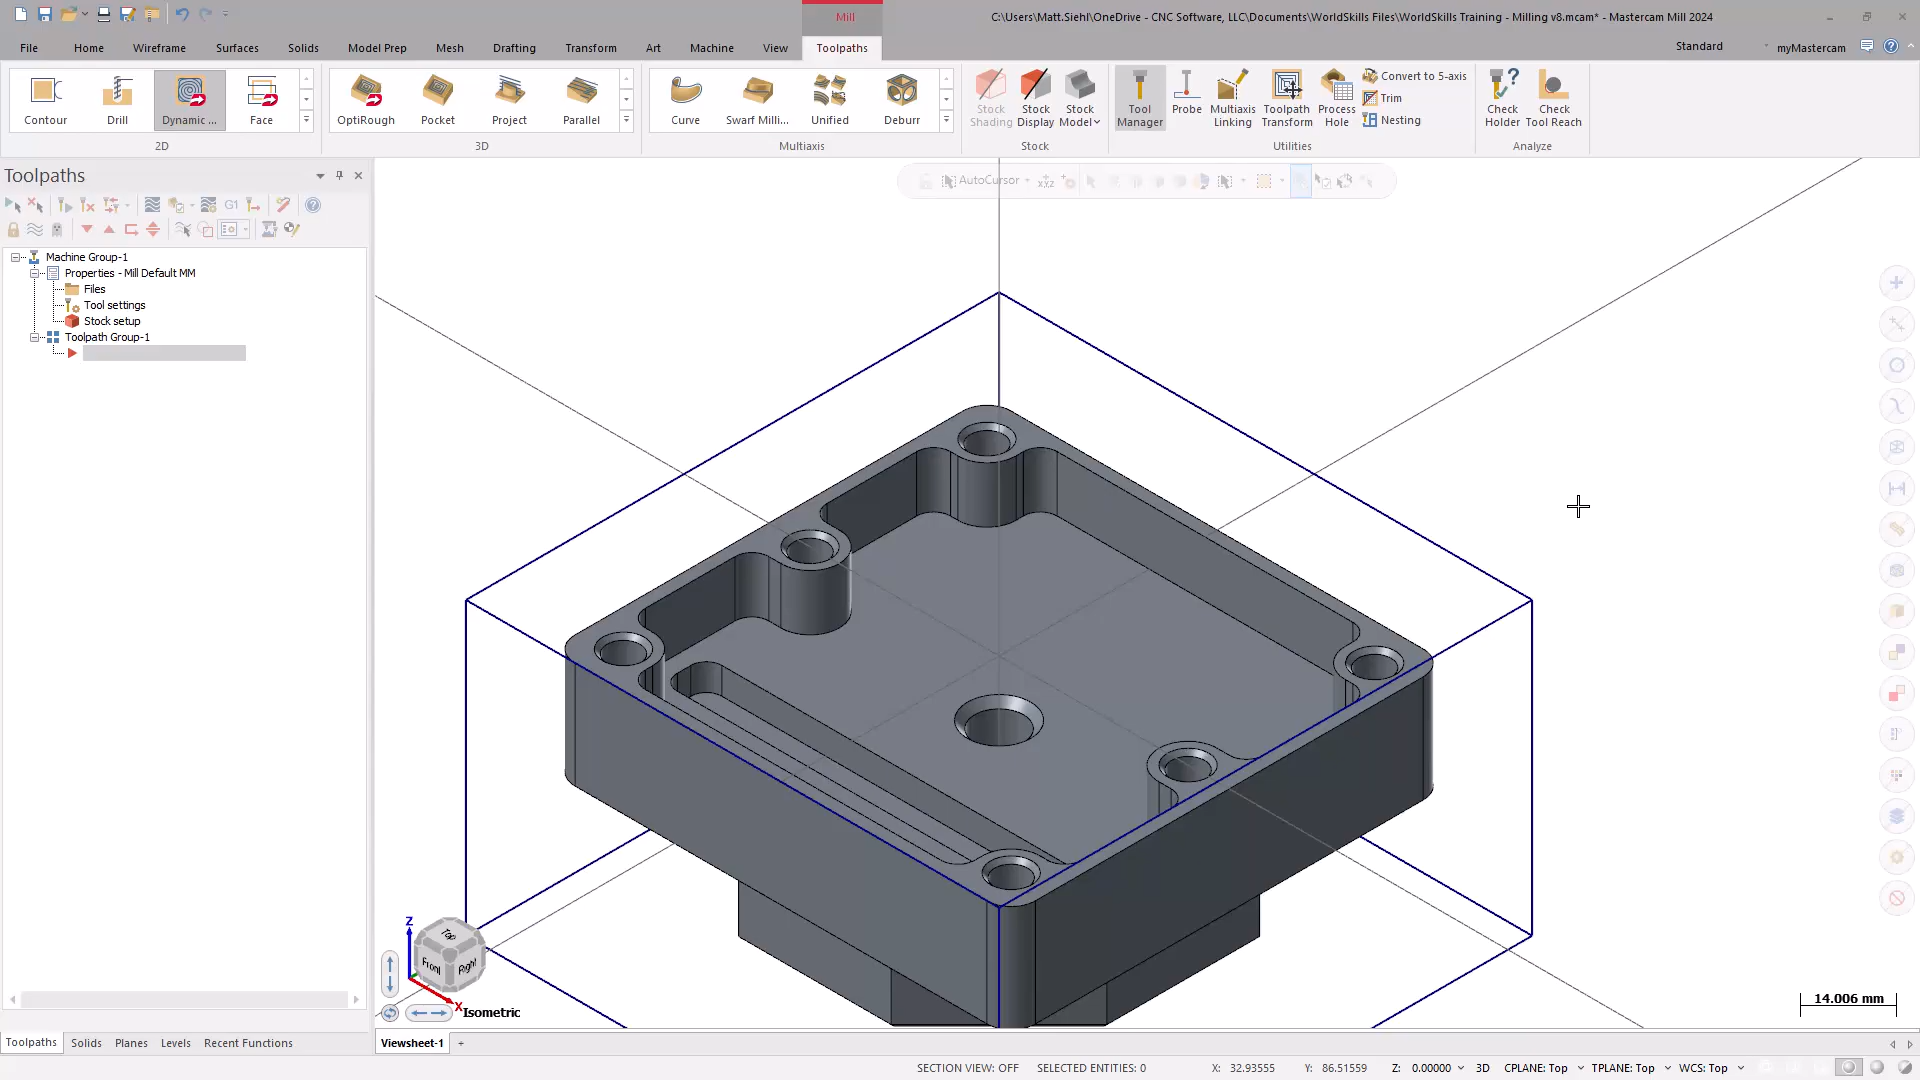 Mill
C:\Users\Matt.Siehl\OneDrive - CNC Software, LLC\Documents\WorldSkills Files\WorldSkills Training - Milling v8.mcam* - Mastercam Mill 2024
File Home Wireframe Surfaces Solids Model Prep Mesh Drafting Transform Art Machine View Toolpaths
Standard myMastercam
Contour Drill Dynamic ... Face
OptiRough Pocket Project Parallel
Curve Swarf Milli... Unified Deburr
Stock Shading Stock Display Stock Model
Tool Manager Probe Multiaxis Linking Toolpath Transform Process Hole
Convert to 5-axis
Trim
Nesting
Check Holder Check Tool Reach
2D 3D Multiaxis Stock Utilities Analyze
Toolpaths
AutoCursor
xyz
G1
Machine Group-1
Properties - Mill Default MM
Files
Tool settings
Stock setup
Toolpath Group-1
Z
Top
Front Right
X
Isometric
14.006 mm
Toolpaths Solids Planes Levels Recent Functions
Viewsheet-1 +
SECTION VIEW: OFF SELECTED ENTITIES: 0 X: 32.93555 Y: 86.51559 Z: 0.00000 3D CPLANE: Top TPLANE: Top WCS: Top